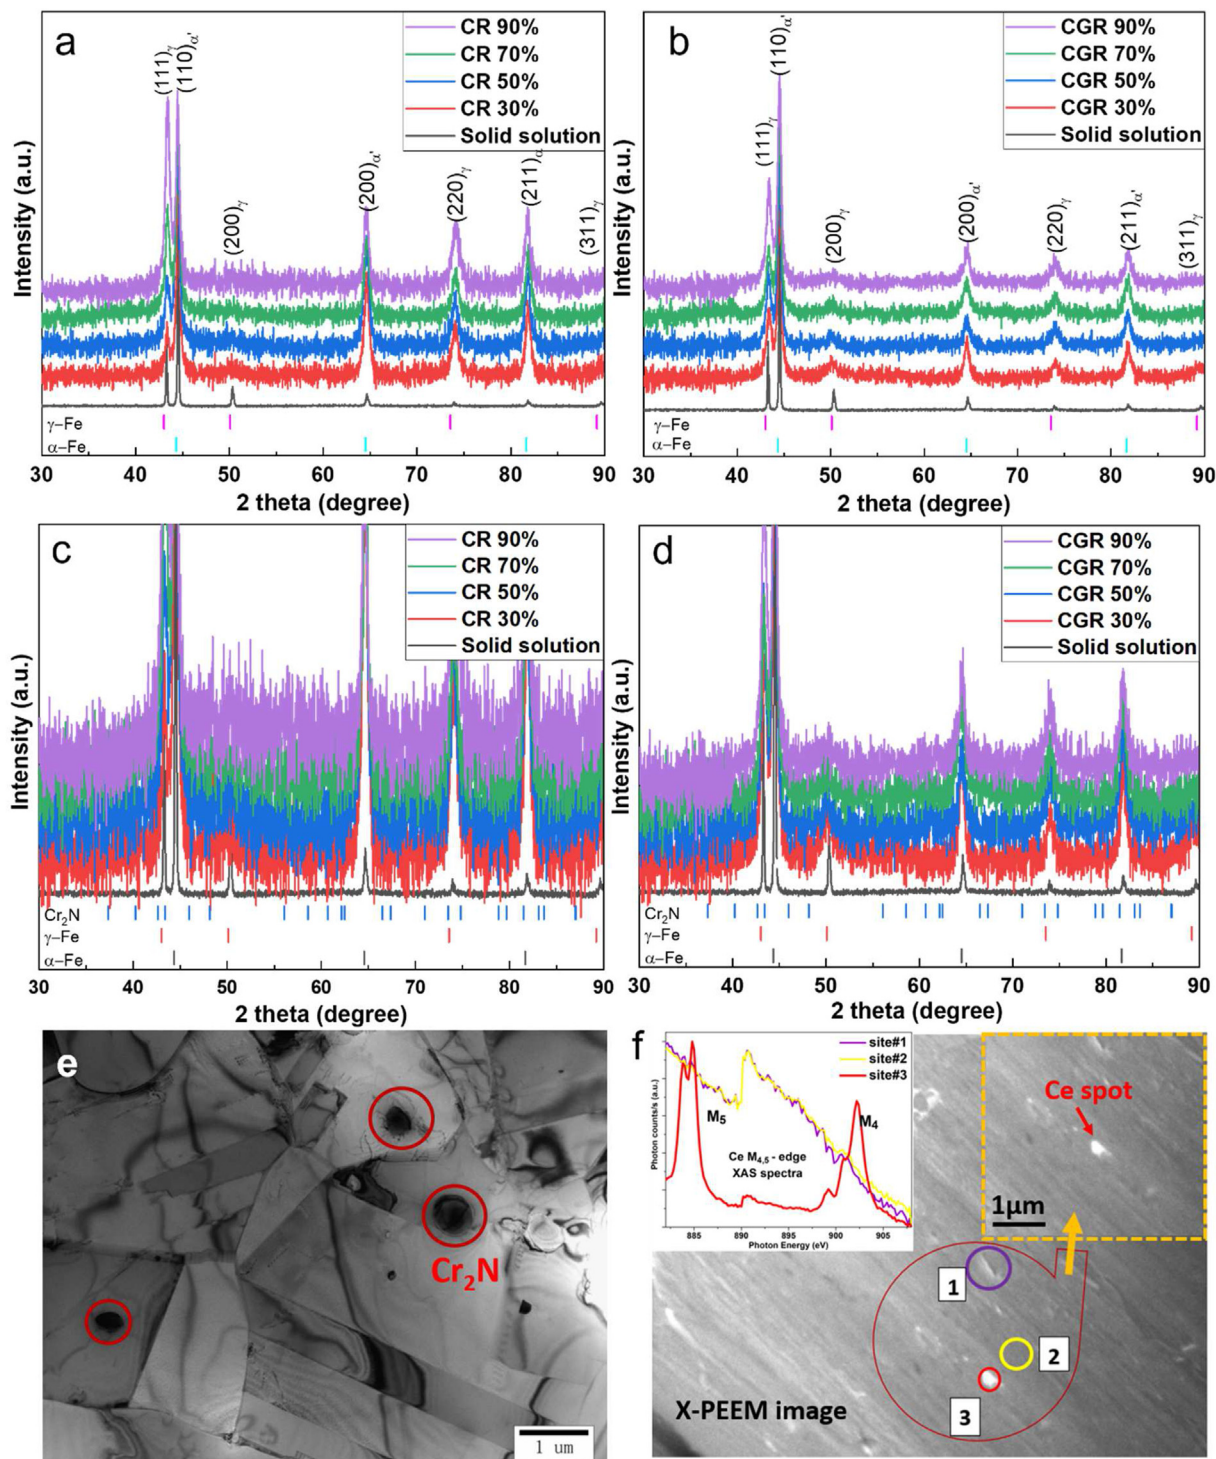 a
CR 90%
CR 70%
CR 50%
CR 30%
Solid solution
(111)γ
(110)α'
(200)γ
(200)α'
(220)γ
(211)α
(311)γ
Intensity (a.u.)
γ–Fe
α–Fe
30 40 50 60 70 80 90
2 theta (degree)
b
CGR 90%
CGR 70%
CGR 50%
CGR 30%
Solid solution
(111)γ
(110)α'
(200)γ
(200)α'
(220)γ
(211)α'
(311)γ
Intensity (a.u.)
γ–Fe
α–Fe
30 40 50 60 70 80 90
2 theta (degree)
c
CR 90%
CR 70%
CR 50%
CR 30%
Solid solution
Intensity (a.u.)
Cr₂N
γ–Fe
α–Fe
30 40 50 60 70 80 90
2 theta (degree)
d
CGR 90%
CGR 70%
CGR 50%
CGR 30%
Solid solution
Intensity (a.u.)
Cr₂N
γ–Fe
α–Fe
30 40 50 60 70 80 90
2 theta (degree)
e
Cr₂N
1 um
f
site#1
site#2
site#3
M₅
M₄
Ce M₄,₅ - edge
XAS spectra
Photon counts/s (a.u.)
885 890 895 900 905
Photon Energy (eV)
Ce spot
1μm
1
2
3
X-PEEM image